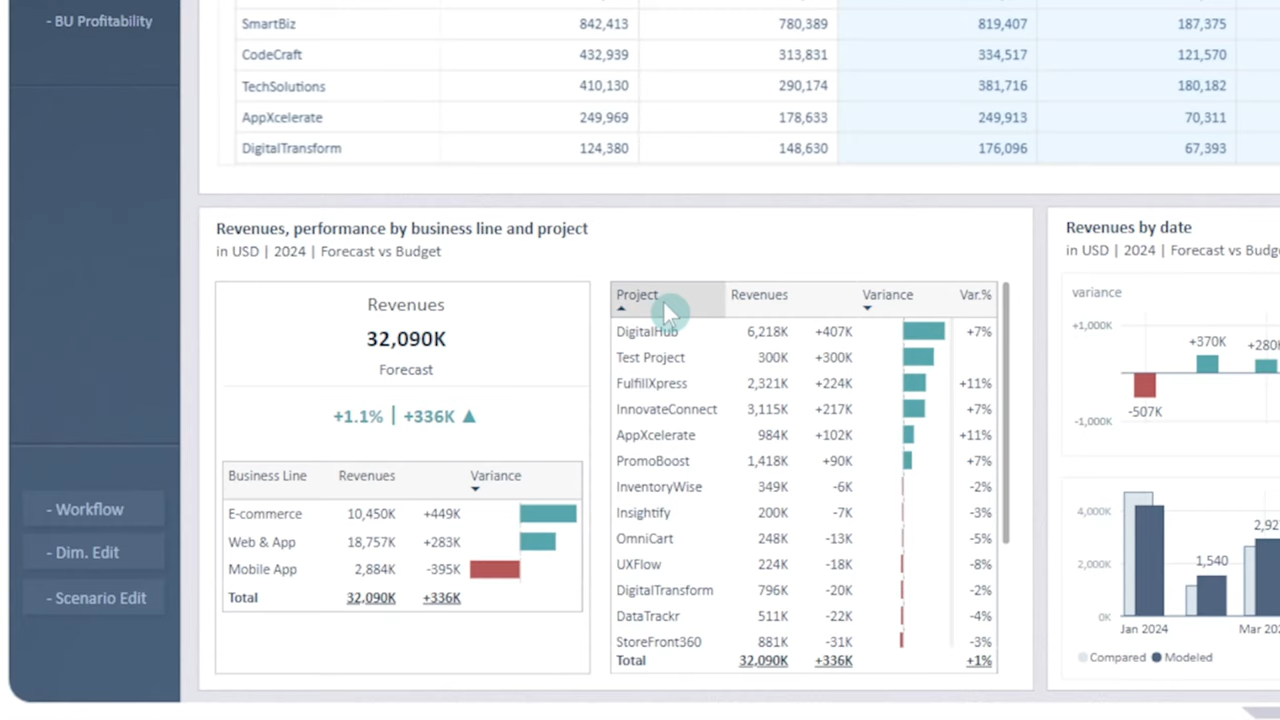 - BU Profitability
- Workflow
- Dim. Edit
- Scenario Edit
SmartBiz 842,413 780,389 819,407 187,375
CodeCraft 432,939 313,831 334,517 121,570
TechSolutions 410,130 290,174 381,716 180,182
AppXcelerate 249,969 178,633 249,913 70,311
DigitalTransform 124,380 148,630 176,096 67,393
Revenues, performance by business line and project
in USD | 2024 | Forecast vs Budget
Revenues
32,090K
Forecast
+1.1% | +336K ▲
Business Line Revenues Variance
E-commerce 10,450K +449K
Web & App 18,757K +283K
Mobile App 2,884K -395K
Total 32,090K +336K
Project Revenues Variance Var.%
DigitalHub 6,218K +407K +7%
Test Project 300K +300K
FulfillXpress 2,321K +224K +11%
InnovateConnect 3,115K +217K +7%
AppXcelerate 984K +102K +11%
PromoBoost 1,418K +90K +7%
InventoryWise 349K -6K -2%
Insightify 200K -7K -3%
OmniCart 248K -13K -5%
UXFlow 224K -18K -8%
DigitalTransform 796K -20K -2%
DataTrackr 511K -22K -4%
StoreFront360 881K -31K -3%
Total 32,090K +336K +1%
Revenues by date
in USD | 2024 | Forecast vs Budge
variance
+1,000K
+370K +280K
-507K
-1,000K
4,000K
2,92
1,540
2,000K
0K
Jan 2024 Mar 202
Compared Modeled